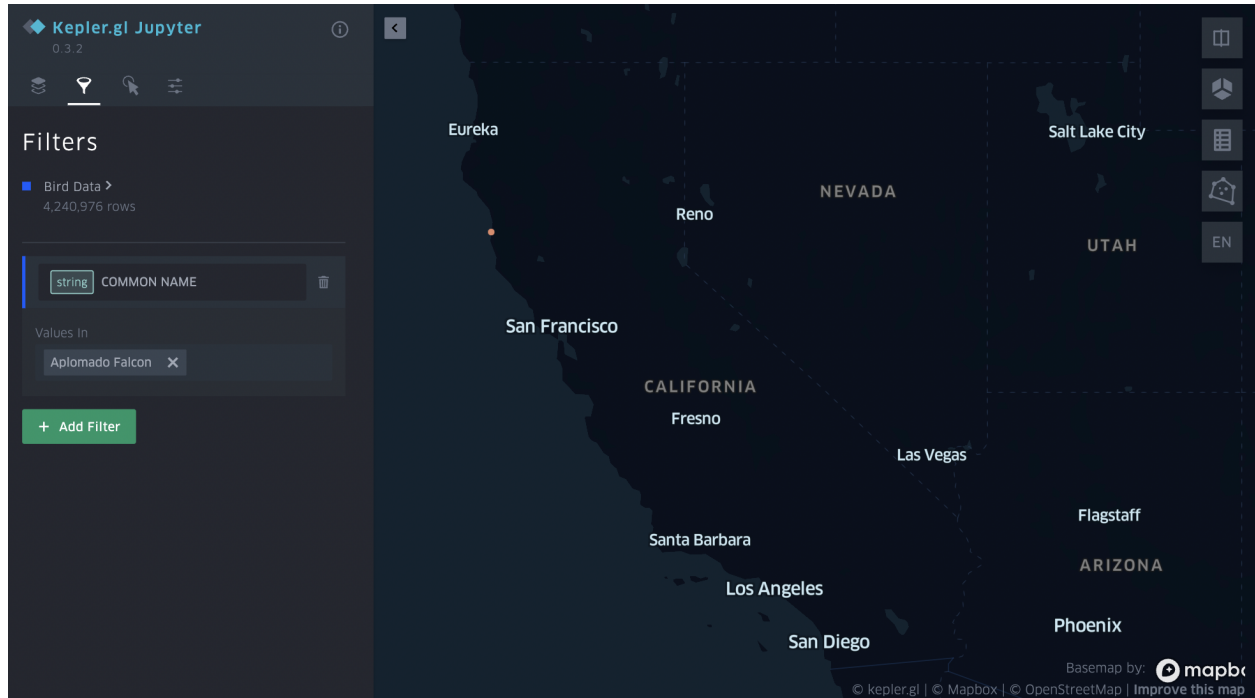 Kepler.gl Jupyter
0.3.2
Filters
Bird Data
4,240,976 rows
string COMMON NAME
Values In
Aplomado Falcon
+ Add Filter
Eureka
Salt Lake City
NEVADA
Reno
UTAH
EN
San Francisco
CALIFORNIA
Fresno
Las Vegas
Flagstaff
Santa Barbara
ARIZONA
Los Angeles
Phoenix
San Diego
Basemap by: mapbo
© kepler.gl | © Mapbox | © OpenStreetMap | Improve this map